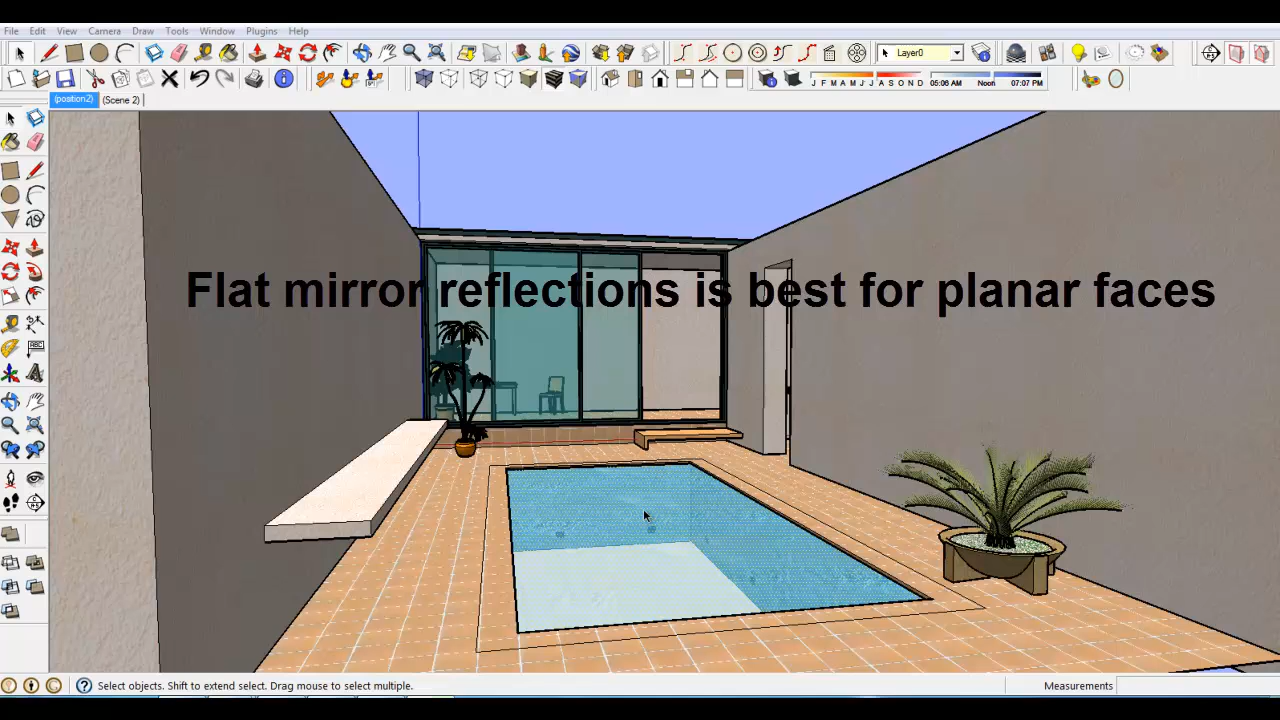 File Edit View Camera Draw Tools Window Plugins Help
Layer0
J F M A M J J A S O N D 05:06 AM Noon 07:07 PM
(position2) (Scene 2)
ABC
Flat mirror reflections is best for planar faces
Select objects. Shift to extend select. Drag mouse to select multiple. Measurements